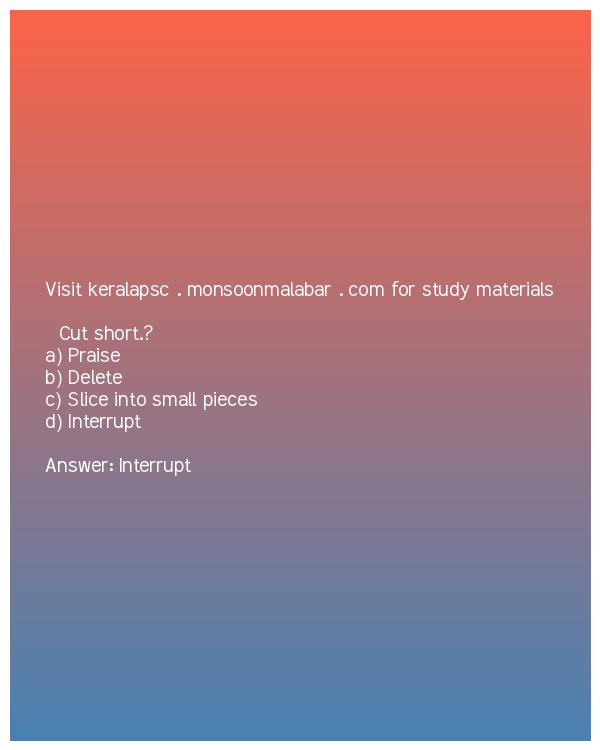 Visit keralapsc . monsoonmalabar . com for study materials
Cut short.?
a) Praise
b) Delete
c) Slice into small pieces
d) Interrupt
Answer: Interrupt